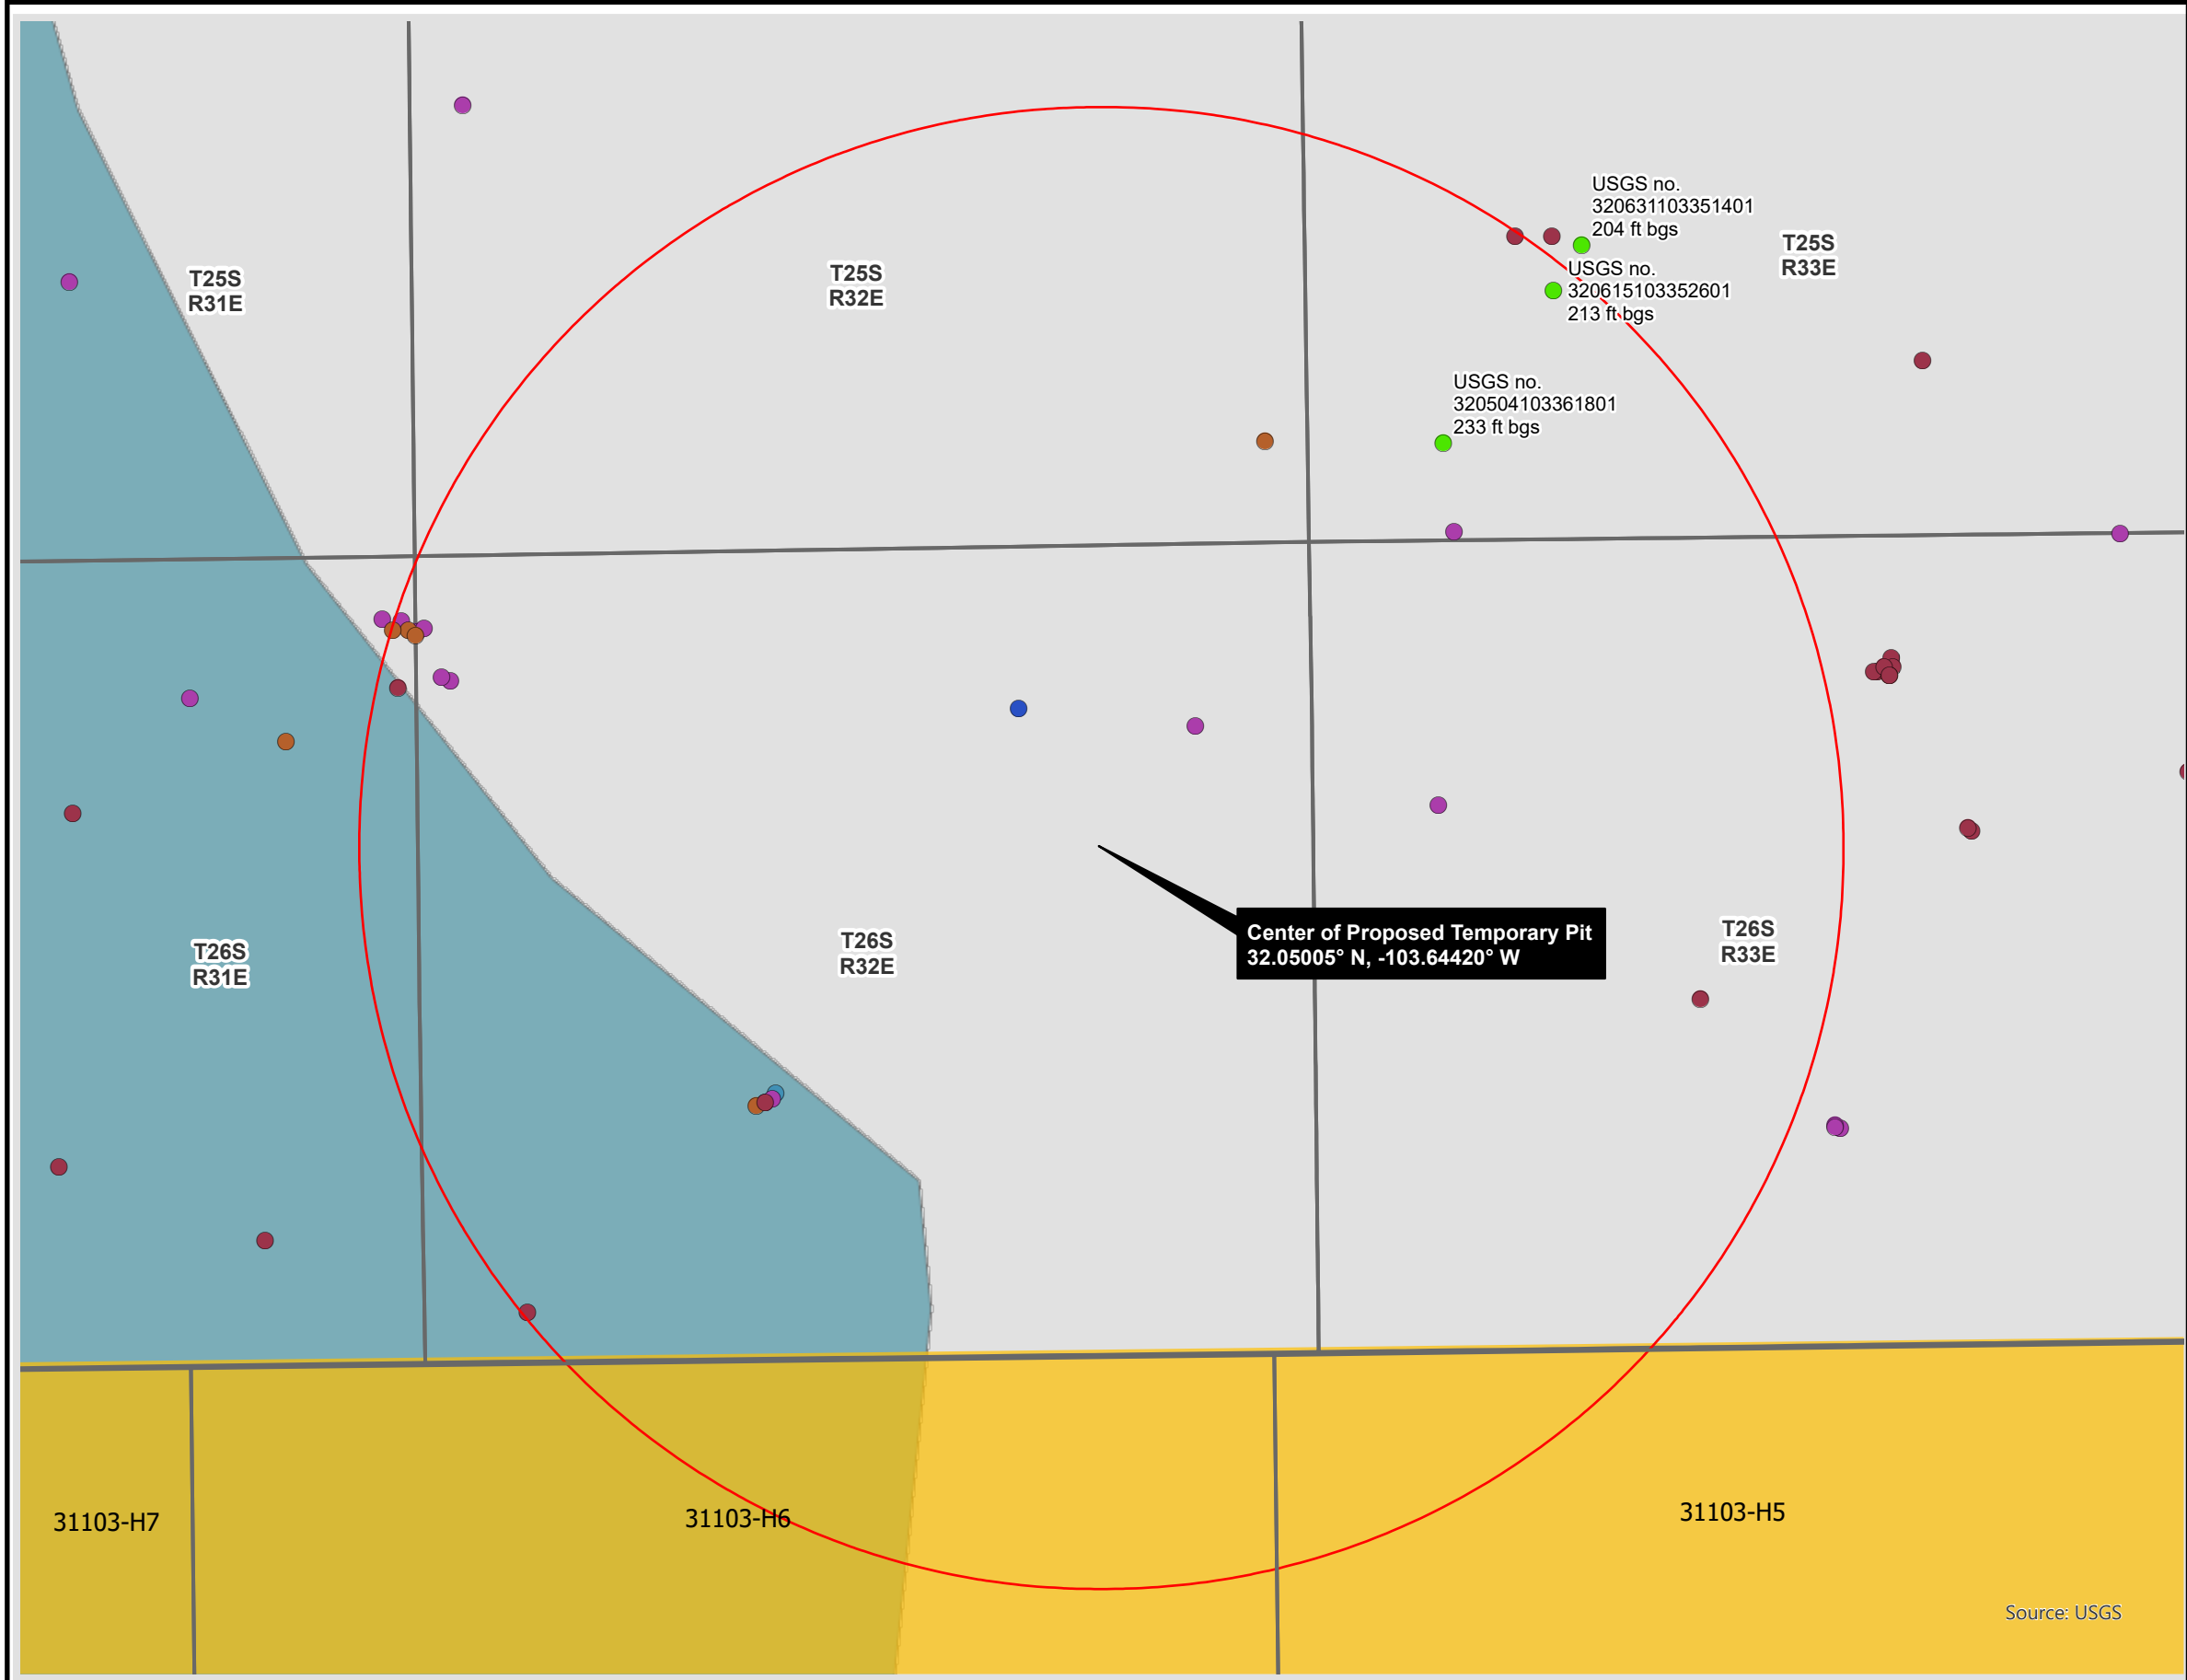 USGS no.
320631103351401
204 ft bgs
T25S
R33E
T25S
R31E
T25S
R32E
USGS no.
320615103352601
213 ft bgs
USGS no.
320504103361801
233 ft bgs
Center of Proposed Temporary Pit
32.05005° N, -103.64420° W
T26S
R31E
T26S
R32E
T26S
R33E
31103-H7
31103-H6
31103-H5
Source: USGS